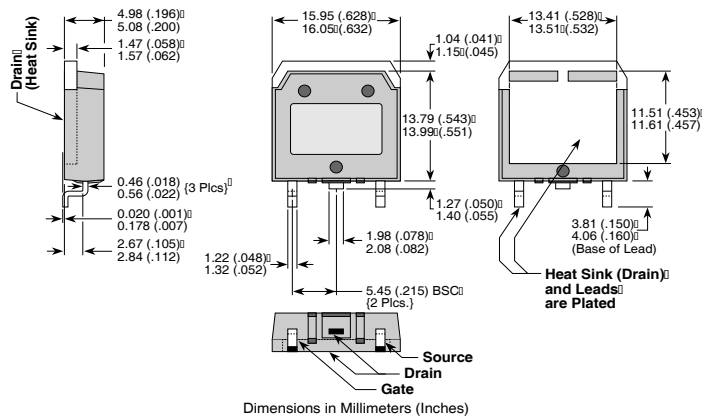 4.98 (.196)▯
5.08 (.200)
1.47 (.058)▯
1.57 (.062)
Drain▯
(Heat Sink)
0.46 (.018)
0.56 (.022)
{3 Plcs}▯
0.020 (.001)▯
0.178 (.007)
2.67 (.105)▯
2.84 (.112)
15.95 (.628)▯
16.05▯(.632)
1.04 (.041)▯
1.15▯(.045)
13.79 (.543)▯
13.99▯(.551)
1.27 (.050)▯
1.40 (.055)
1.98 (.078)▯
2.08 (.082)
1.22 (.048)▯
1.32 (.052)
5.45 (.215) BSC▯
{2 Plcs.}
13.41 (.528)▯
13.51▯(.532)
11.51 (.453)▯
11.61 (.457)
3.81 (.150)▯
4.06 (.160)▯
(Base of Lead)
Heat Sink (Drain)▯
and Leads▯
are Plated
Source
Drain
Gate
Dimensions in Millimeters (Inches)